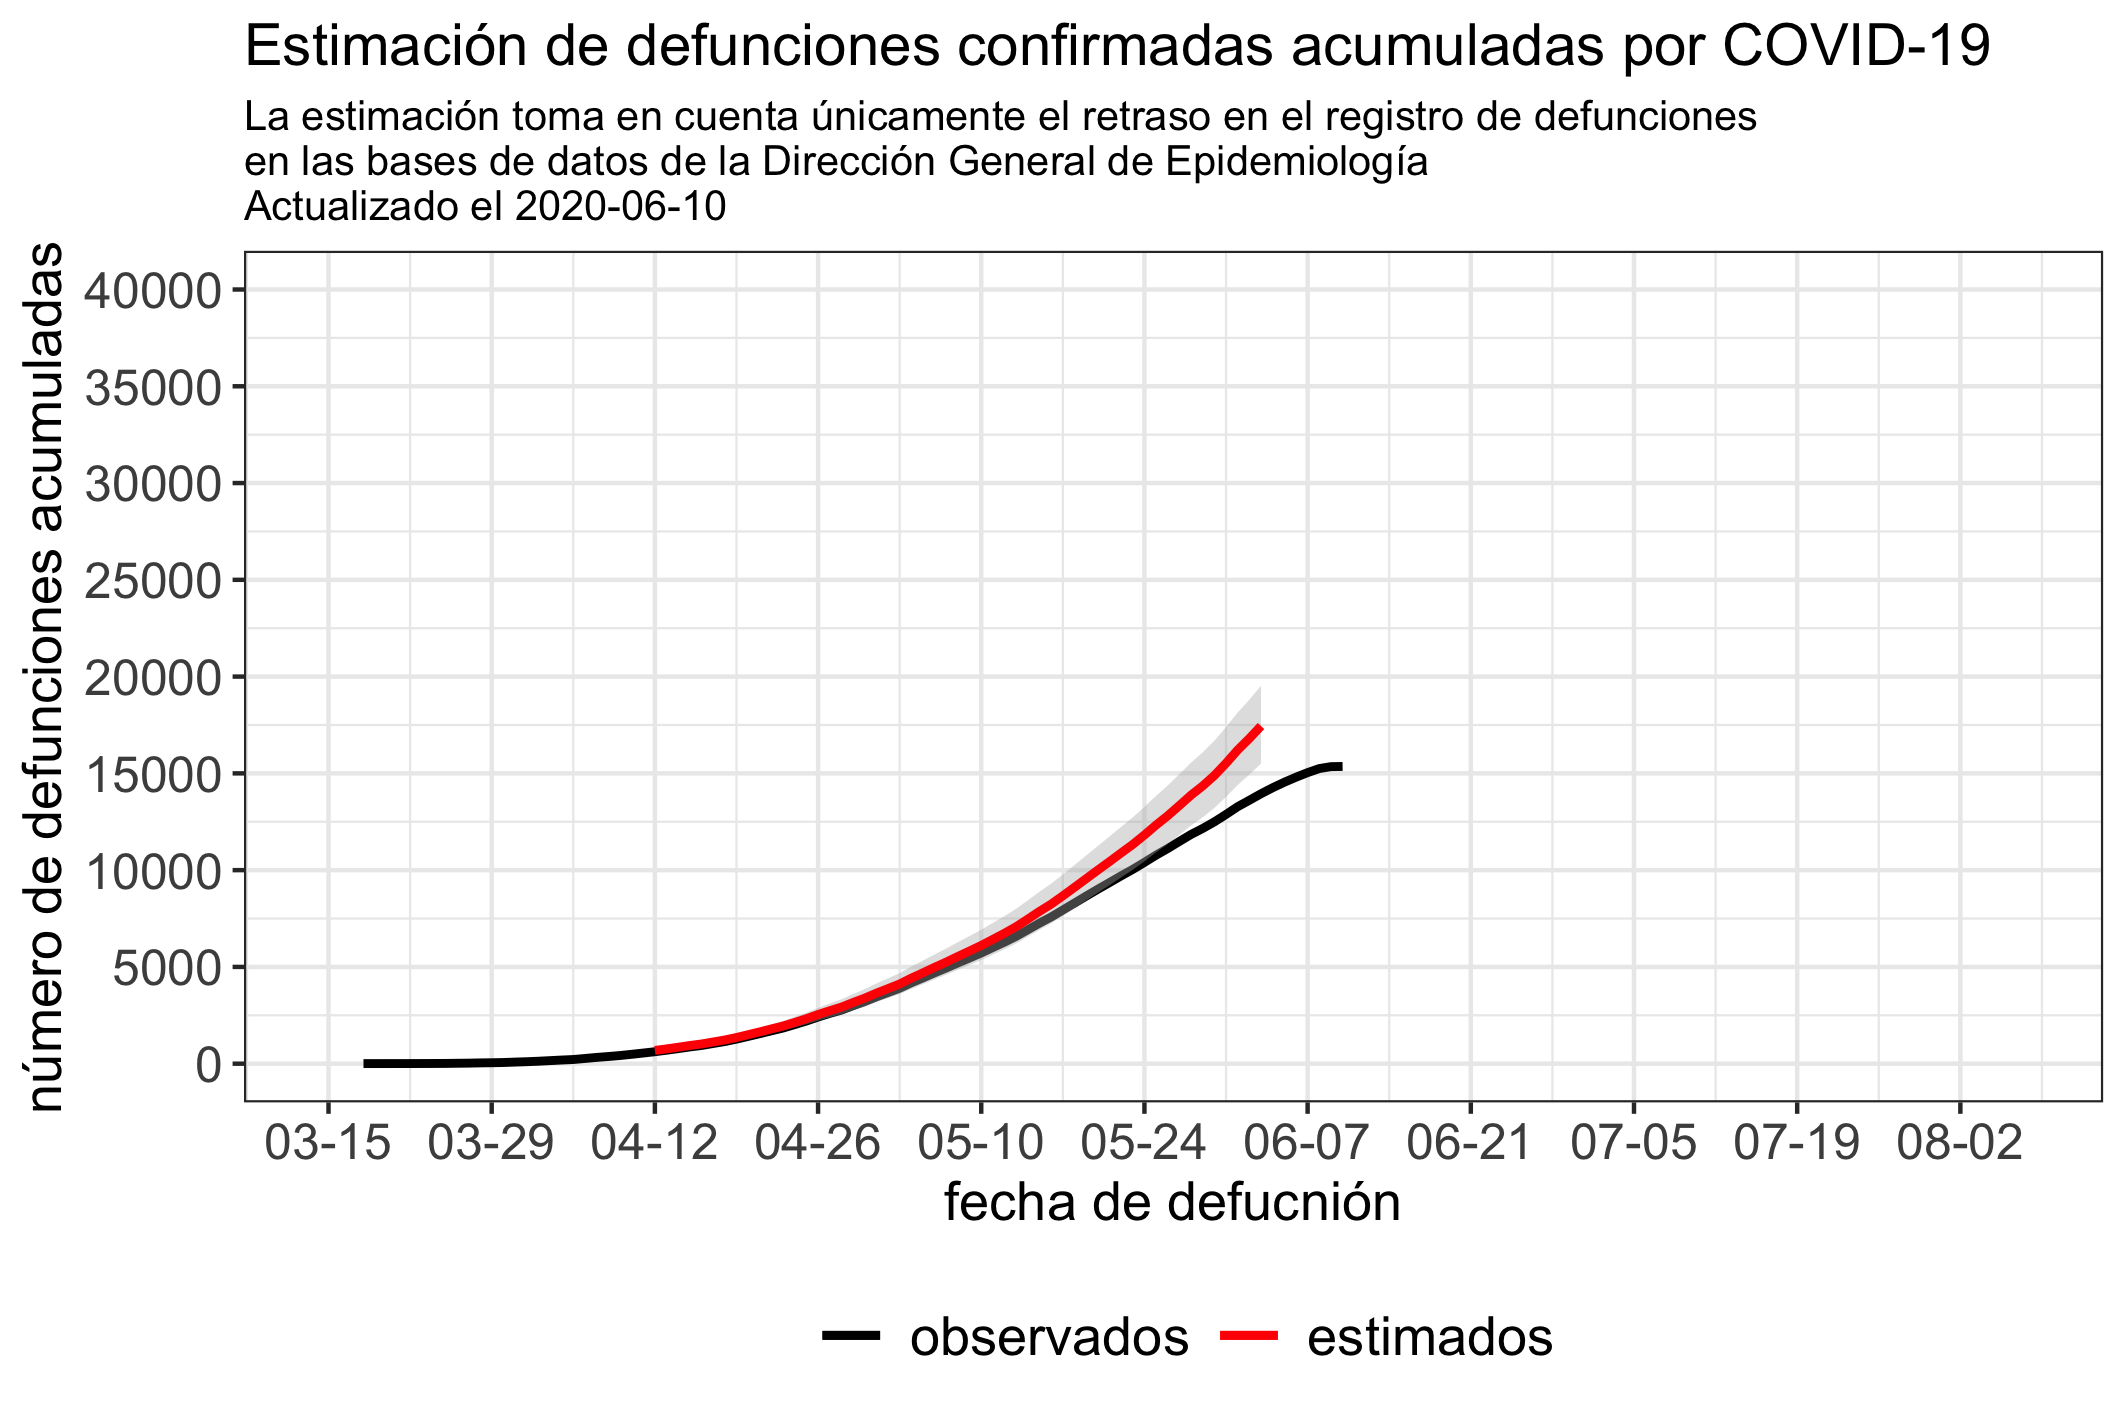 Estimación de defunciones confirmadas acumuladas por COVID-19
La estimación toma en cuenta únicamente el retraso en el registro de defunciones
en las bases de datos de la Dirección General de Epidemiología
Actualizado el 2020-06-10
número de defunciones acumuladas
40000
35000
30000
25000
20000
15000
10000
5000
0
03-15 03-29 04-12 04-26 05-10 05-24 06-07 06-21 07-05 07-19 08-02
fecha de defucnión
observados estimados